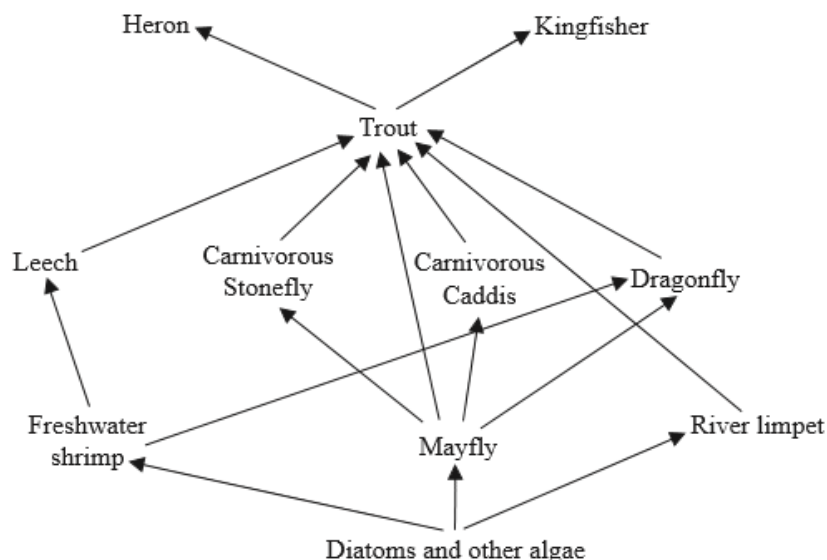 Heron
Kingfisher
Trout
Leech
Carnivorous
Stonefly
Carnivorous
Caddis
Dragonfly
Freshwater
shrimp
Mayfly
River limpet
Diatoms and other algae